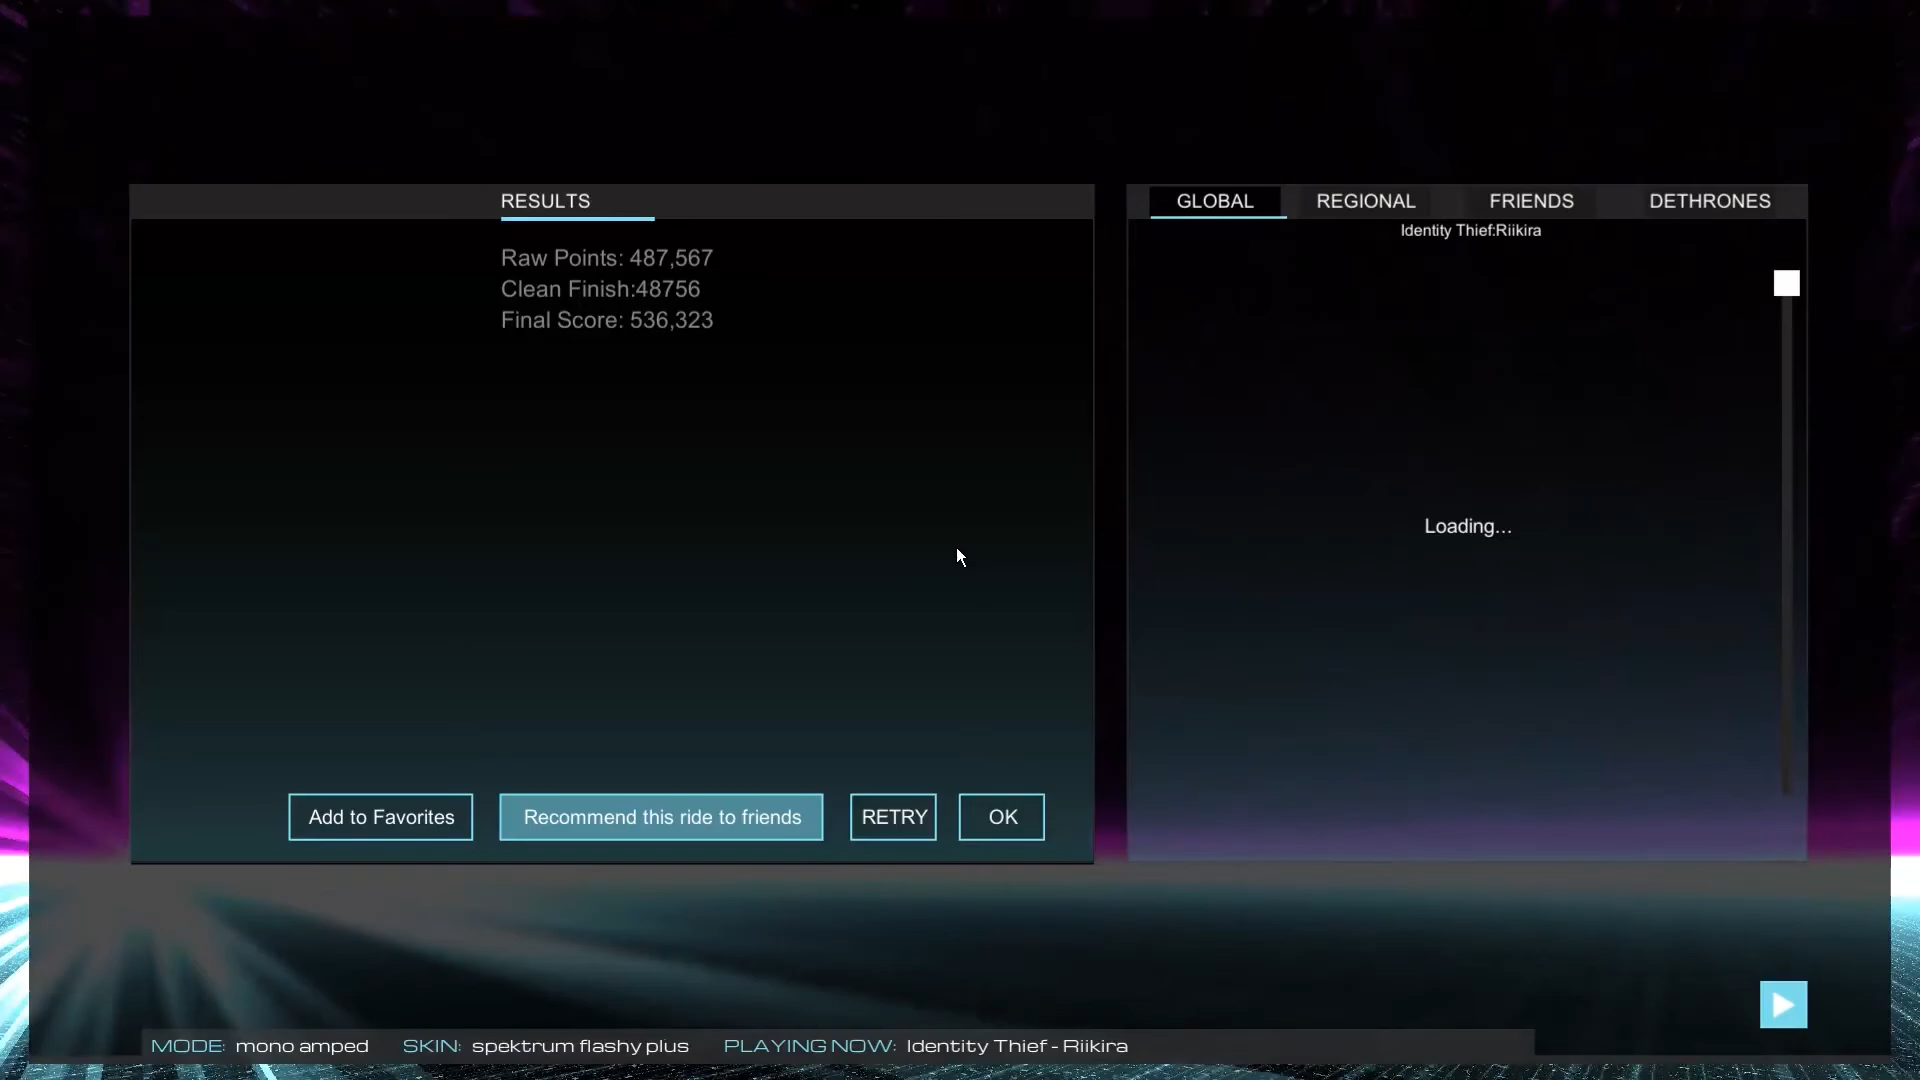 RESULTS
Raw Points: 487,567
Clean Finish:48756
Final Score: 536,323
Add to Favorites
Recommend this ride to friends
RETRY
OK
GLOBAL REGIONAL FRIENDS DETHRONES
Identity Thief:Riikira
Loading...
MODE: mono amped SKIN: spektrum flashy plus PLAYING NOW: Identity Thief - Riikira